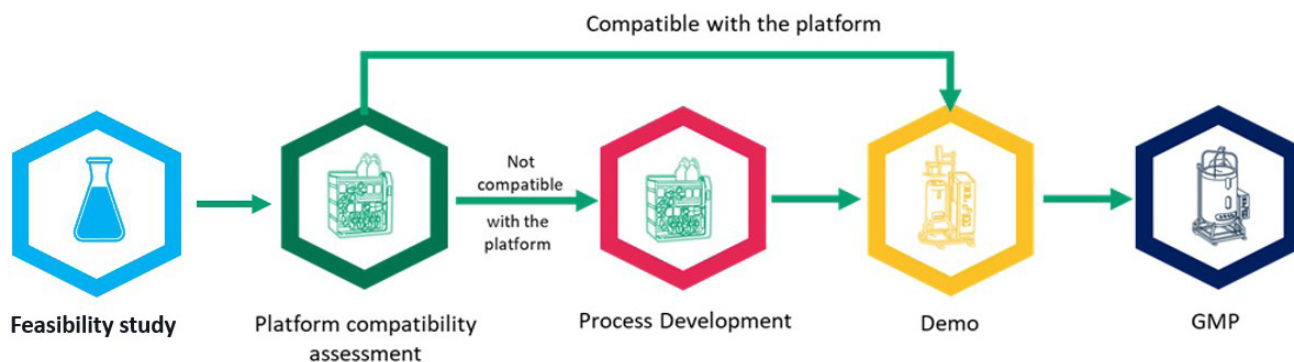 Compatible with the platform
Not
compatible
with the
platform
Feasibility study
Platform compatibility
assessment
Process Development
Demo
GMP